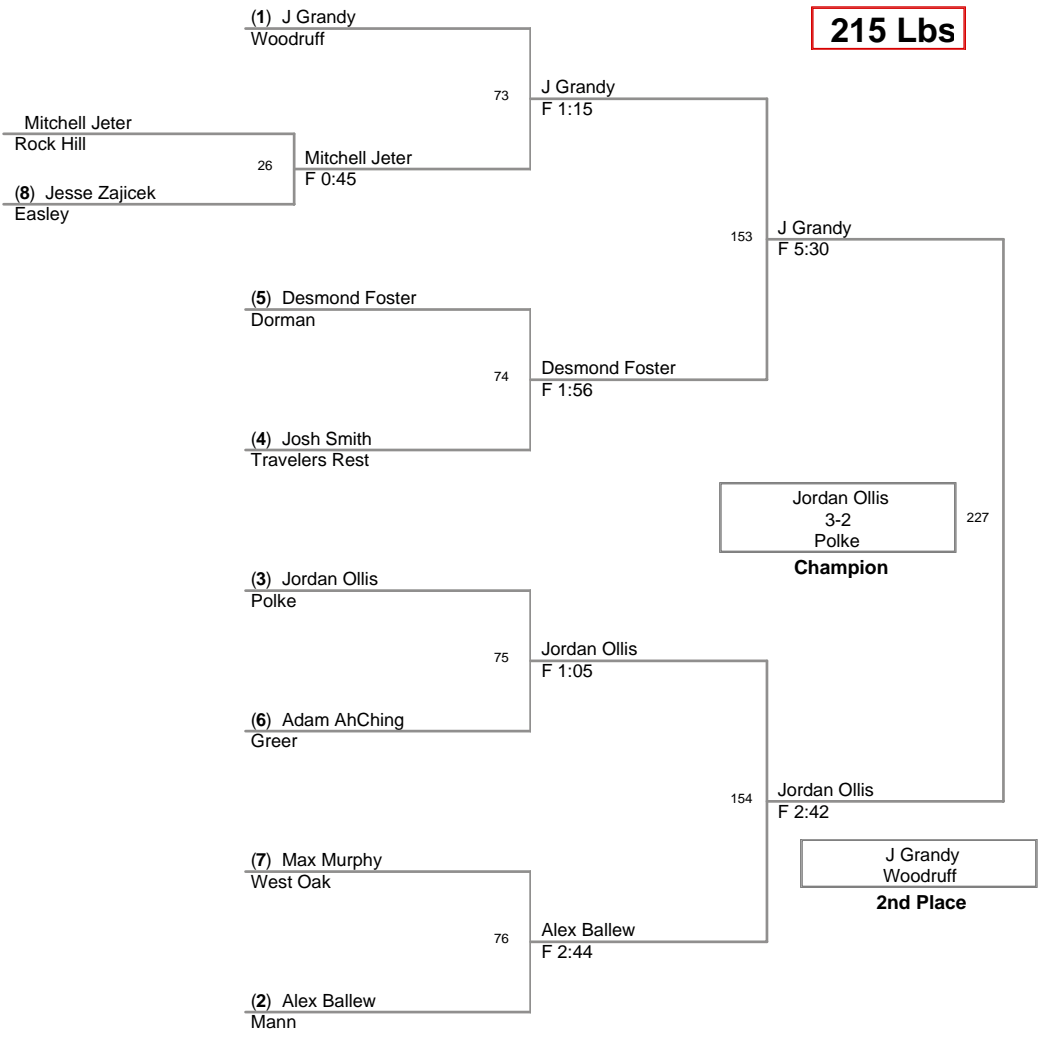 (1) J Grandy
Woodruff
215 Lbs
73
J Grandy
F 1:15
Mitchell Jeter
Rock Hill
26
Mitchell Jeter
F 0:45
(8) Jesse Zajicek
Easley
153
J Grandy
F 5:30
(5) Desmond Foster
Dorman
74
Desmond Foster
F 1:56
(4) Josh Smith
Travelers Rest
Jordan Ollis
3-2
Polke
227
Champion
(3) Jordan Ollis
Polke
75
Jordan Ollis
F 1:05
(6) Adam AhChing
Greer
154
Jordan Ollis
F 2:42
(7) Max Murphy
West Oak
J Grandy
Woodruff
2nd Place
76
Alex Ballew
F 2:44
(2) Alex Ballew
Mann